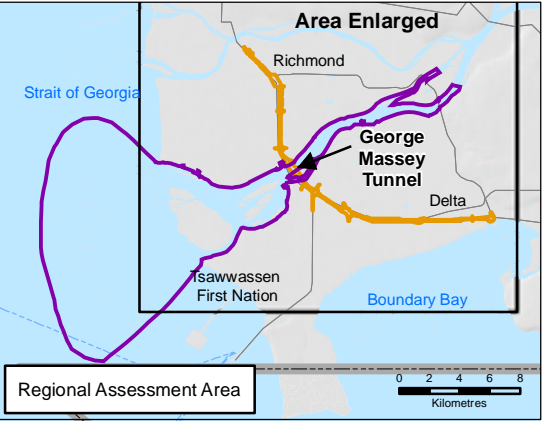 Area Enlarged
Richmond
Strait of Georgia
George
Massey
Tunnel
Delta
Tsawwassen
First Nation
Boundary Bay
Regional Assessment Area
0 2 4 6 8
Kilometres